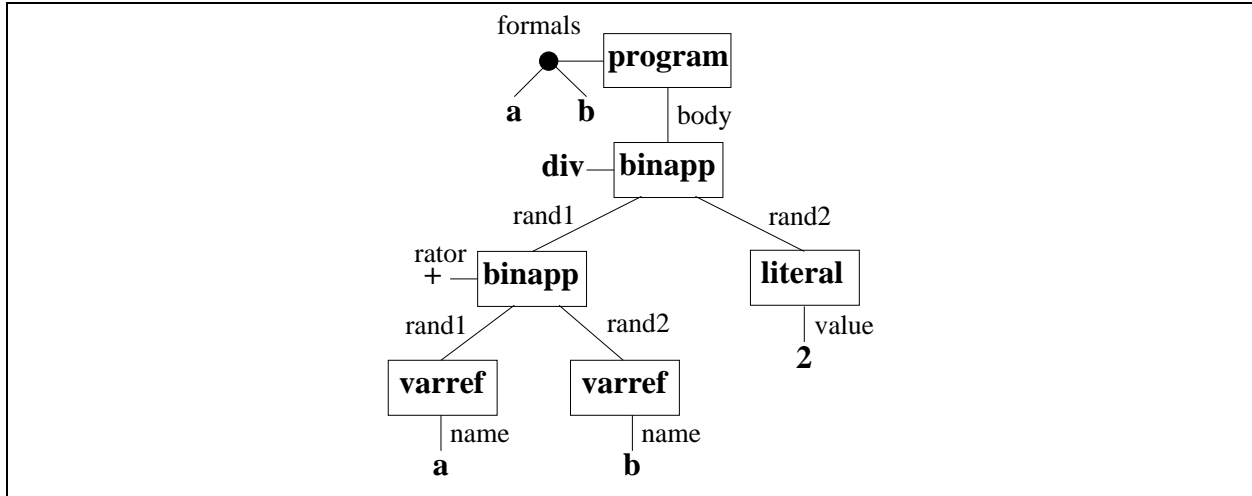 formals
program
a b
body
div binapp
rand1 rand2
rator
+ binapp literal
rand1 rand2 value
2
varref varref
name name
a b